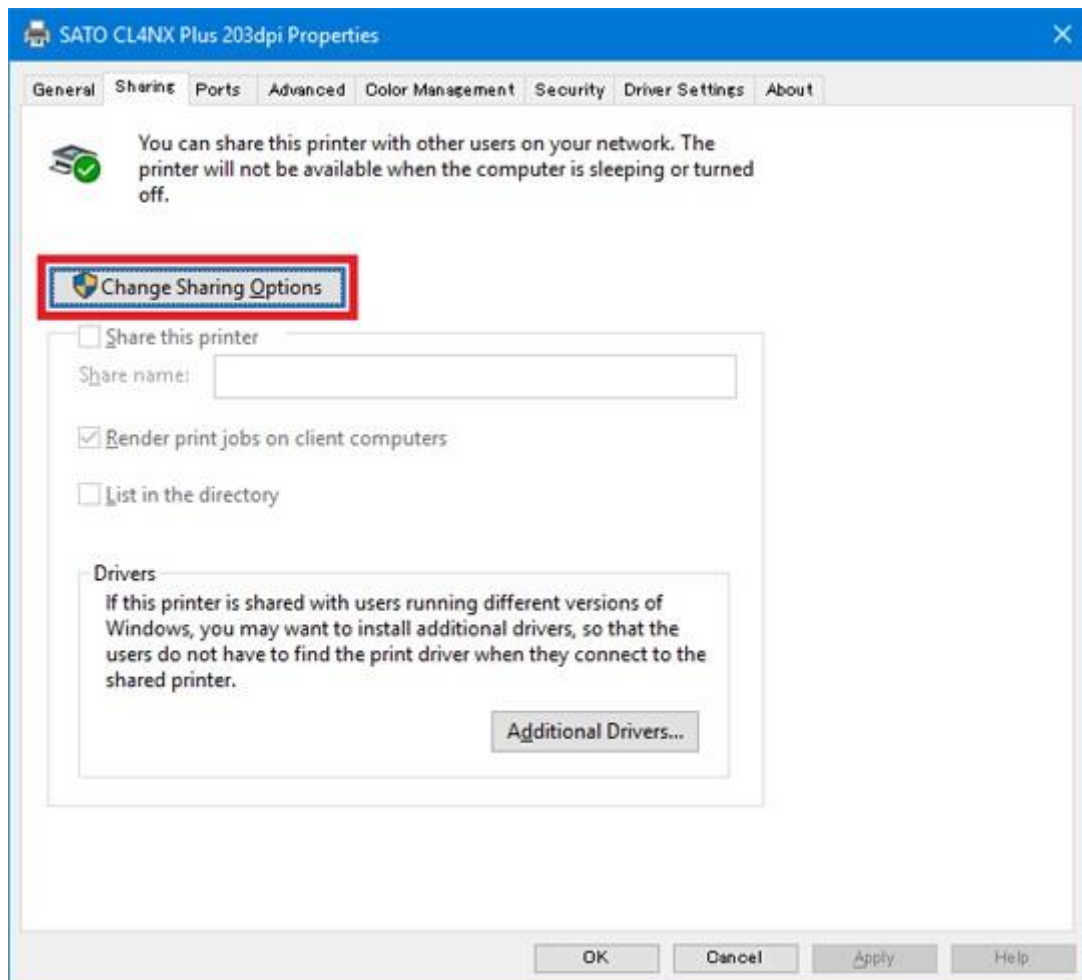 SATO CL4NX Plus 203dpi Properties
General Sharing Ports Advanced Color Management Security Driver Settings About
You can share this printer with other users on your network. The
printer will not be available when the computer is sleeping or turned
off.
Change Sharing Options
Share this printer
Share name:
Render print jobs on client computers
List in the directory
Drivers
If this printer is shared with users running different versions of
Windows, you may want to install additional drivers, so that the
users do not have to find the print driver when they connect to the
shared printer.
Additional Drivers...
OK Cancel Apply Help